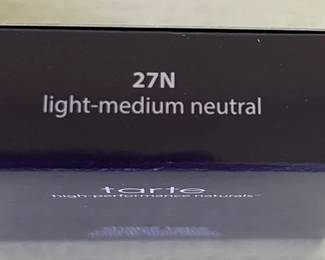 27N
light-medium neutral
tarte
high-performance naturals™